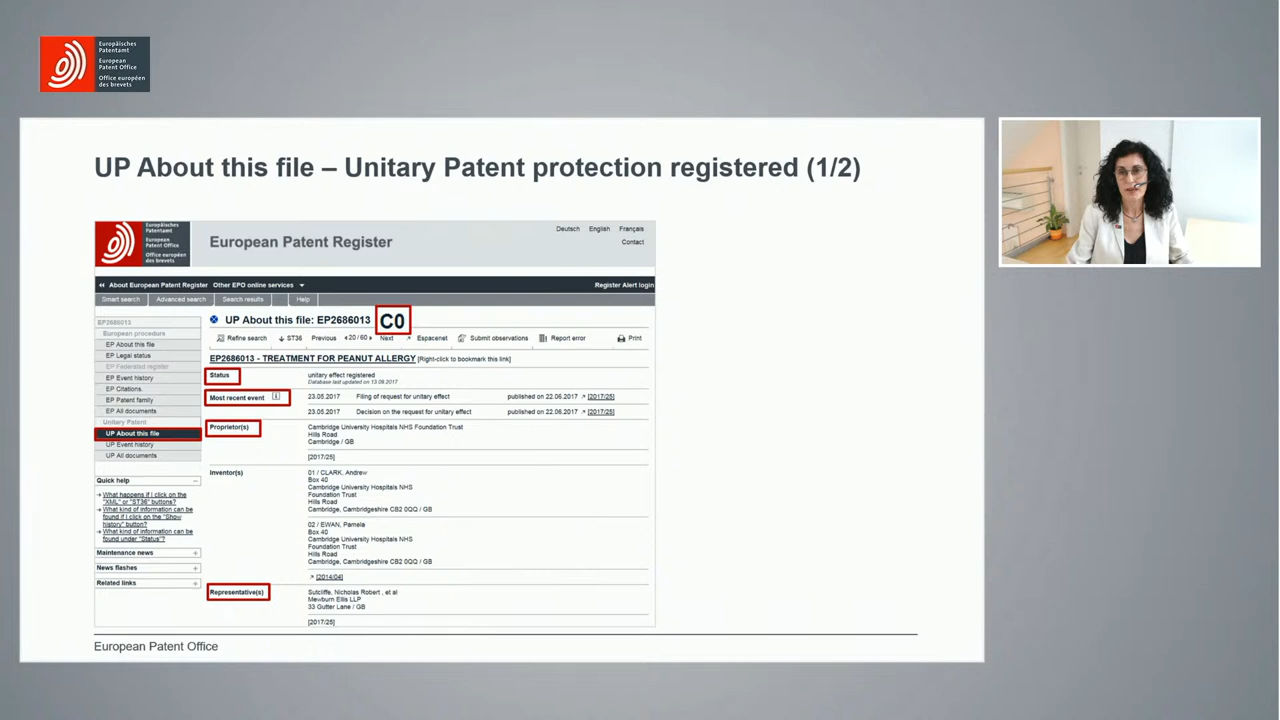 Europäisches
Patentamt
European
Patent Office
Office européen
des brevets
UP About this file – Unitary Patent protection registered (1/2)
Europäisches
Patentamt
European
Patent Office
Office européen
des brevets
European Patent Register
Deutsch English Français
Contact
About European Patent Register Other EPO online services
Register Alert login
Smart search Advanced search Search results Help
EP2686013
European procedure
EP About this file
EP Legal status
EP Federated register
EP Event history
EP Citations
EP Patent family
EP All documents
Unitary Patent
UP About this file
UP Event history
UP All documents
Quick help
What happens if I click on the
"XML" or "ST36" buttons?
What kind of information can be
found if I click on the "Show
history" button?
What kind of information can be
found under "Status"?
Maintenance news
News flashes
Related links
UP About this file: EP2686013 C0
Refine search ST36 Previous 20 / 60 Next Espacenet Submit observations Report error Print
EP2686013 - TREATMENT FOR PEANUT ALLERGY [Right-click to bookmark this link]
Status unitary effect registered
Database last updated on 13.09.2017
Most recent event 23.05.2017 Filing of request for unitary effect published on 22.06.2017 [2017/25]
23.05.2017 Decision on the request for unitary effect published on 22.06.2017 [2017/25]
Proprietor(s) Cambridge University Hospitals NHS Foundation Trust
Hills Road
Cambridge / GB
[2017/25]
Inventor(s) 01 / CLARK, Andrew
Box 40
Cambridge University Hospitals NHS
Foundation Trust
Hills Road
Cambridge, Cambridgeshire CB2 0QQ / GB
02 / EWAN, Pamela
Box 40
Cambridge University Hospitals NHS
Foundation Trust
Hills Road
Cambridge, Cambridgeshire CB2 0QQ / GB
[2014/04]
Representative(s) Sutcliffe, Nicholas Robert , et al
Mewburn Ellis LLP
33 Gutter Lane / GB
[2017/25]
European Patent Office